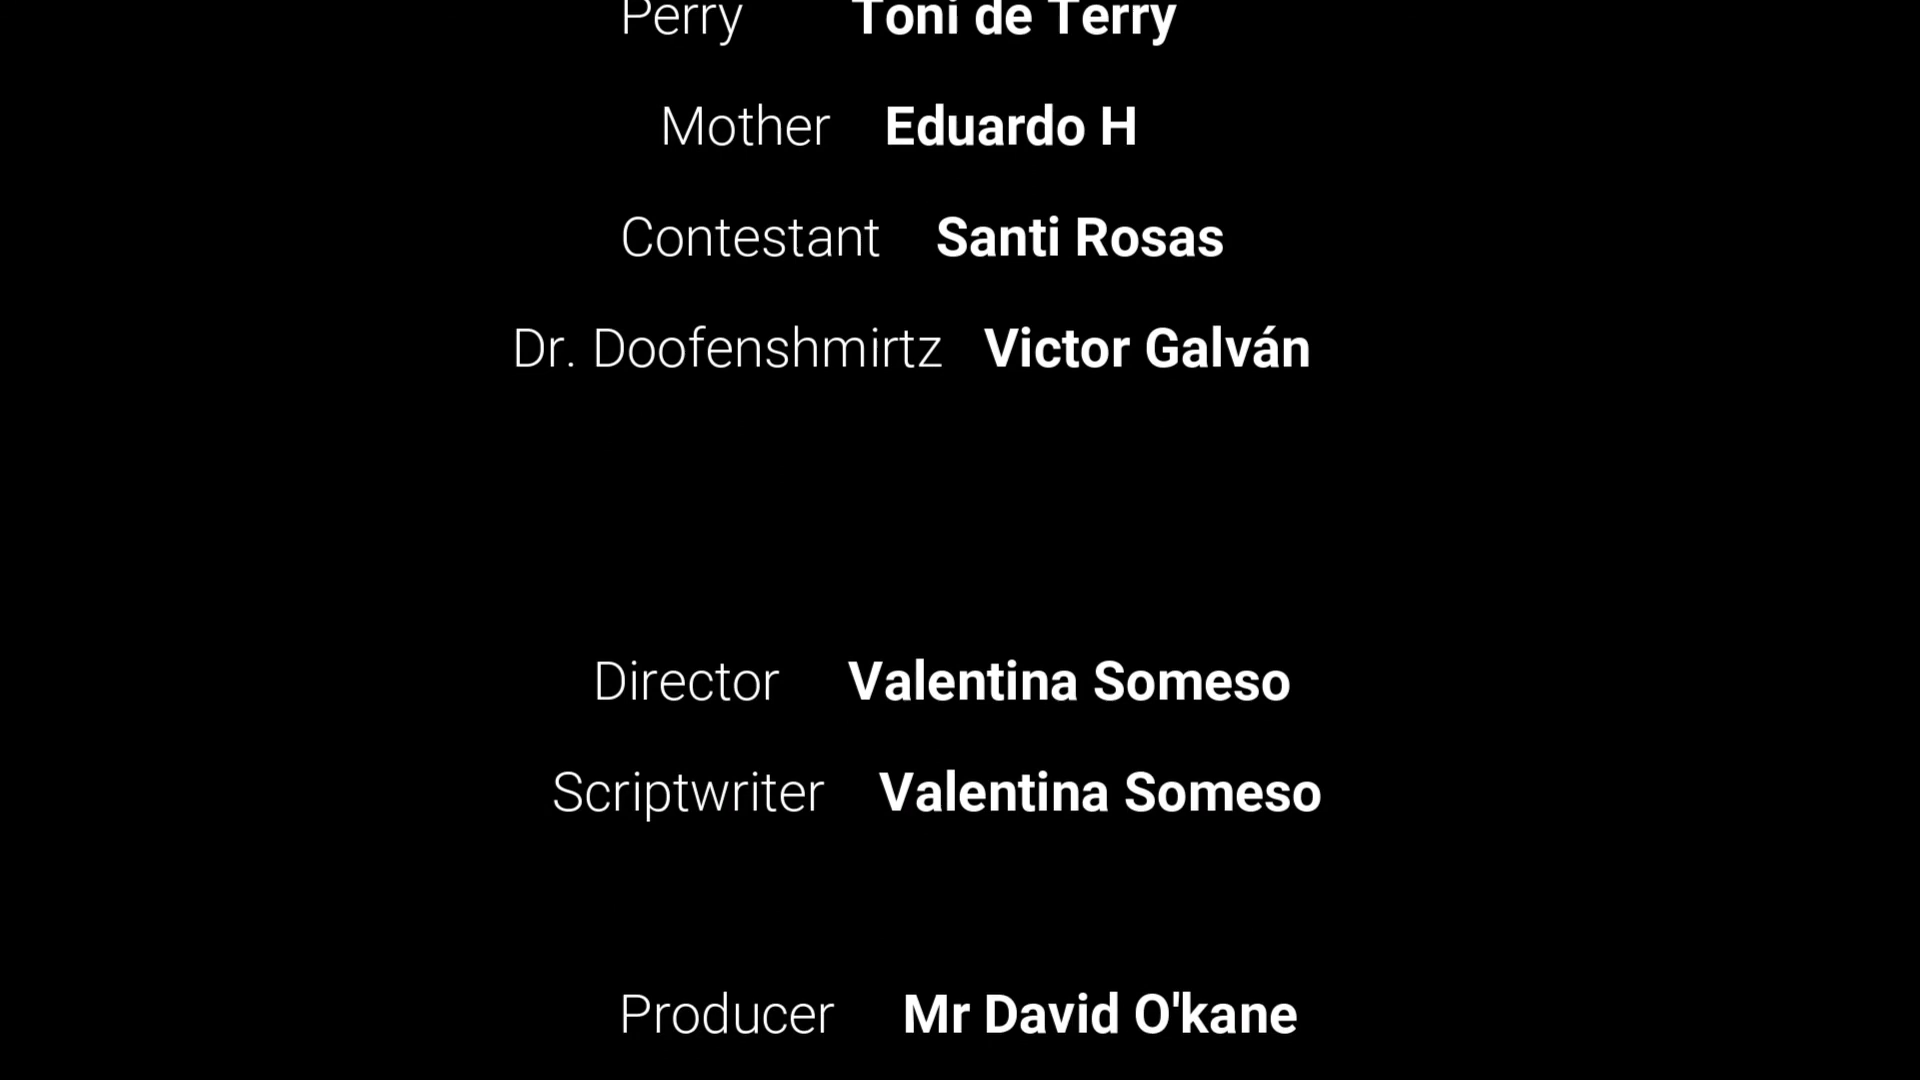 Perry Toni de Terry
Mother Eduardo H
Contestant Santi Rosas
Dr. Doofenshmirtz Victor Galván
Director Valentina Someso
Scriptwriter Valentina Someso
Producer Mr David O'kane